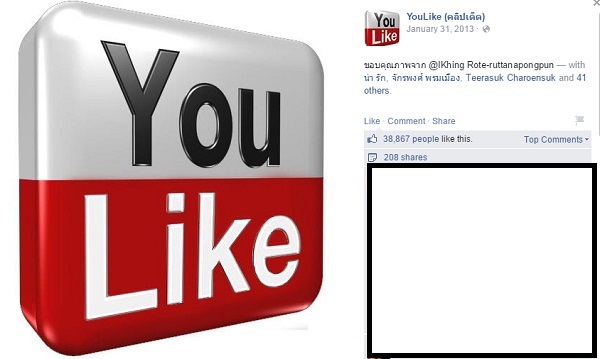 You
Like
You
Like
YouLike (คลิปเด็ด)
January 31, 2013 ·
ขอบคุณภาพจาก @IKhing Rote-ruttanapongpun — with
น่า รัก, จักรพงศ์ พรมเมือง, Teerasuk Charoensuk and 41
others.
Like · Comment · Share
38,867 people like this.
Top Comments
208 shares